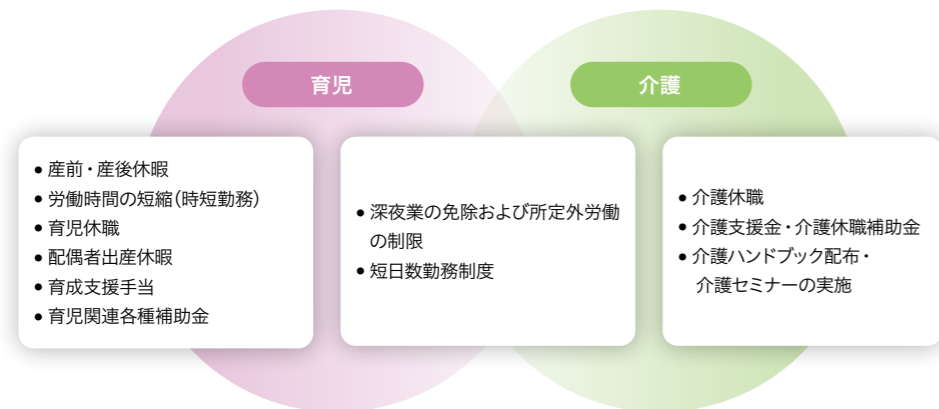 育児
介護
• 産前・産後休暇
• 労働時間の短縮(時短勤務)
• 育児休職
• 配偶者出産休暇
• 育成支援手当
• 育児関連各種補助金
• 深夜業の免除および所定外労働
の制限
• 短日数勤務制度
• 介護休職
• 介護支援金・介護休職補助金
• 介護ハンドブック配布・
介護セミナーの実施